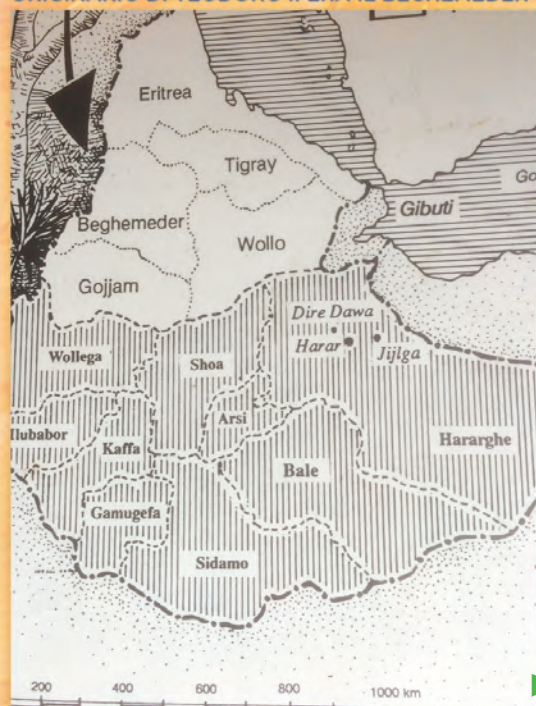 Eritrea
Tigray
Go
Gibuti
Beghemeder
Wollo
Gojjam
Dire Dawa
Harar
Jijlga
Wollega
Shoa
Arsi
Hararghe
Ilubabor
Kaffa
Bale
Gamugefa
Sidamo
200 400 600 800 1000 km